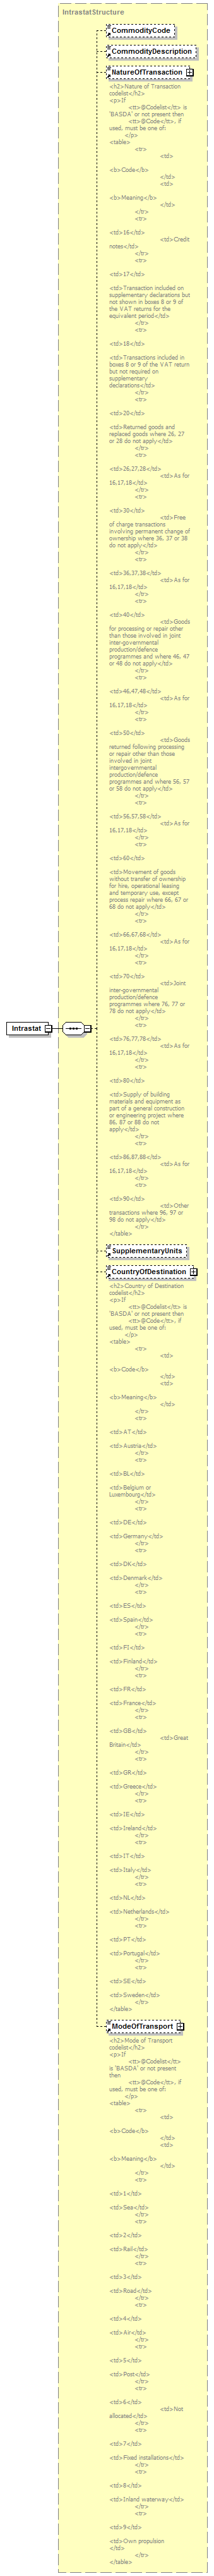 IntrastatStructure
CommodityCode
CommodityDescription
NatureOfTransaction
<h2>Nature of Transaction
codelist</h2>
<p>If
<tt>@Codelist</tt> is
'BASDA' or not present then
<tt>@Code</tt>, if
used, must be one of:
</p>
<table>
<tr>
<td>
<b>Code</b>
</td>
<td>
<b>Meaning</b>
</td>
</tr>
<tr>
<td>16</td>
<td>Credit
notes</td>
</tr>
<tr>
<td>17</td>
<td>Transaction included on
supplementary declarations but
not shown in boxes 8 or 9 of
the VAT returns for the
equivalent period</td>
</tr>
<tr>
<td>18</td>
<td>Transactions included in
boxes 8 or 9 of the VAT return
but not required on
supplementary
declarations</td>
</tr>
<tr>
<td>20</td>
<td>Returned goods and
replaced goods where 26, 27
or 28 do not apply</td>
</tr>
<tr>
<td>26,27,28</td>
<td>As for
16,17,18</td>
</tr>
<tr>
<td>30</td>
<td>Free
of charge transactions
involving permanent change of
ownership where 36, 37 or 38
do not apply</td>
</tr>
<tr>
<td>36,37,38</td>
<td>As for
16,17,18</td>
</tr>
<tr>
<td>40</td>
<td>Goods
for processing or repair other
than those involved in joint
inter-governmental
production/defence
programmes and where 46, 47
or 48 do not apply</td>
</tr>
<tr>
<td>46,47,48</td>
<td>As for
16,17,18</td>
</tr>
<tr>
<td>50</td>
<td>Goods
returned following processing
or repair other than those
involved in joint
intergovernmental
production/defence
programmes and where 56, 57
or 58 do not apply</td>
</tr>
<tr>
<td>56,57,58</td>
<td>As for
16,17,18</td>
</tr>
<tr>
<td>60</td>
<td>Movement of goods
without transfer of ownership
for hire, operational leasing
and temporary use, except
process repair where 66, 67 or
68 do not apply</td>
</tr>
<tr>
<td>66,67,68</td>
<td>As for
16,17,18</td>
</tr>
<tr>
<td>70</td>
<td>Joint
inter-governmental
production/defence
programmes where 76, 77 or
78 do not apply</td>
</tr>
<tr>
<td>76,77,78</td>
<td>As for
16,17,18</td>
</tr>
<tr>
<td>80</td>
<td>Supply of building
materials and equipment as
part of a general construction
or engineering project where
86, 87 or 88 do not
apply</td>
</tr>
<tr>
<td>86,87,88</td>
<td>As for
16,17,18</td>
</tr>
<tr>
<td>90</td>
<td>Other
transactions where 96, 97 or
98 do not apply</td>
</tr>
</table>
Intrastat
SupplementaryUnits
CountryOfDestination
<h2>Country of Destination
codelist</h2>
<p>If
<tt>@Codelist</tt> is
'BASDA' or not present then
<tt>@Code</tt>, if
used, must be one of:
</p>
<table>
<tr>
<td>
<b>Code</b>
</td>
<td>
<b>Meaning</b>
</td>
</tr>
<tr>
<td>AT</td>
<td>Austria</td>
</tr>
<tr>
<td>BL</td>
<td>Belgium or
Luxembourg</td>
</tr>
<tr>
<td>DE</td>
<td>Germany</td>
</tr>
<tr>
<td>DK</td>
<td>Denmark</td>
</tr>
<tr>
<td>ES</td>
<td>Spain</td>
</tr>
<tr>
<td>FI</td>
<td>Finland</td>
</tr>
<tr>
<td>FR</td>
<td>France</td>
</tr>
<tr>
<td>GB</td>
<td>Great
Britain</td>
</tr>
<tr>
<td>GR</td>
<td>Greece</td>
</tr>
<tr>
<td>IE</td>
<td>Ireland</td>
</tr>
<tr>
<td>IT</td>
<td>Italy</td>
</tr>
<tr>
<td>NL</td>
<td>Netherlands</td>
</tr>
<tr>
<td>PT</td>
<td>Portugal</td>
</tr>
<tr>
<td>SE</td>
<td>Sweden</td>
</tr>
</table>
ModeOfTransport
<h2>Mode of Transport
codelist</h2>
<p>If
<tt>@Codelist</tt>
is 'BASDA' or not present
then
<tt>@Code</tt>, if
used, must be one of:
</p>
<table>
<tr>
<td>
<b>Code</b>
</td>
<td>
<b>Meaning</b>
</td>
</tr>
<tr>
<td>1</td>
<td>Sea</td>
</tr>
<tr>
<td>2</td>
<td>Rail</td>
</tr>
<tr>
<td>3</td>
<td>Road</td>
</tr>
<tr>
<td>4</td>
<td>Air</td>
</tr>
<tr>
<td>5</td>
<td>Post</td>
</tr>
<tr>
<td>6</td>
<td>Not
allocated</td>
</tr>
<tr>
<td>7</td>
<td>Fixed installations</td>
</tr>
<tr>
<td>8</td>
<td>Inland waterway</td>
</tr>
<tr>
<td>9</td>
<td>Own propulsion
</td>
</tr>
</table>